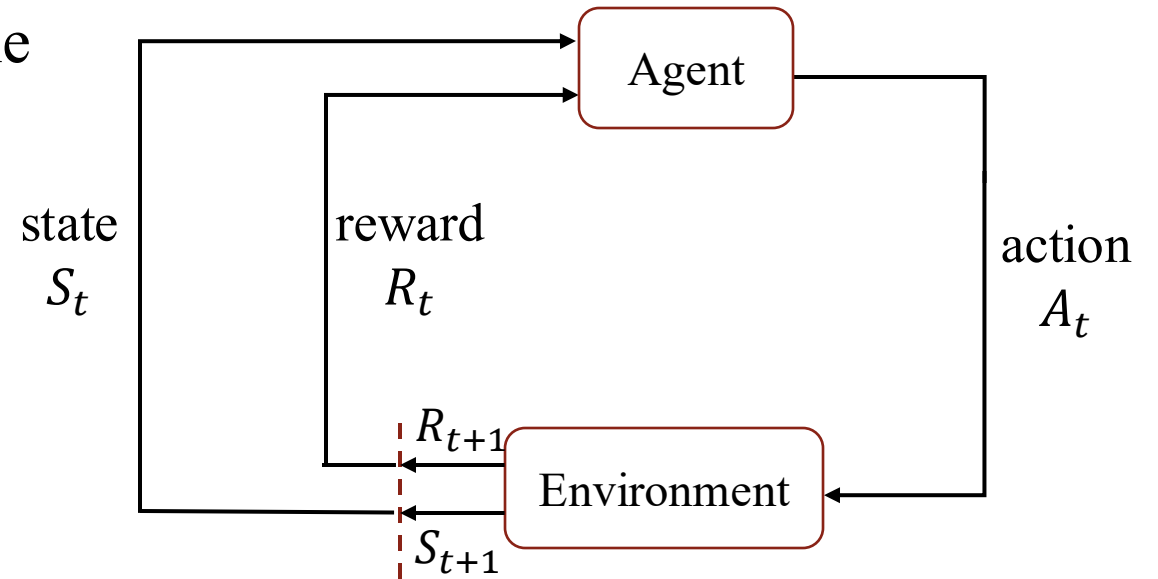 Agent
state
S_t
reward
R_t
action
A_t
R_{t+1}
Environment
S_{t+1}